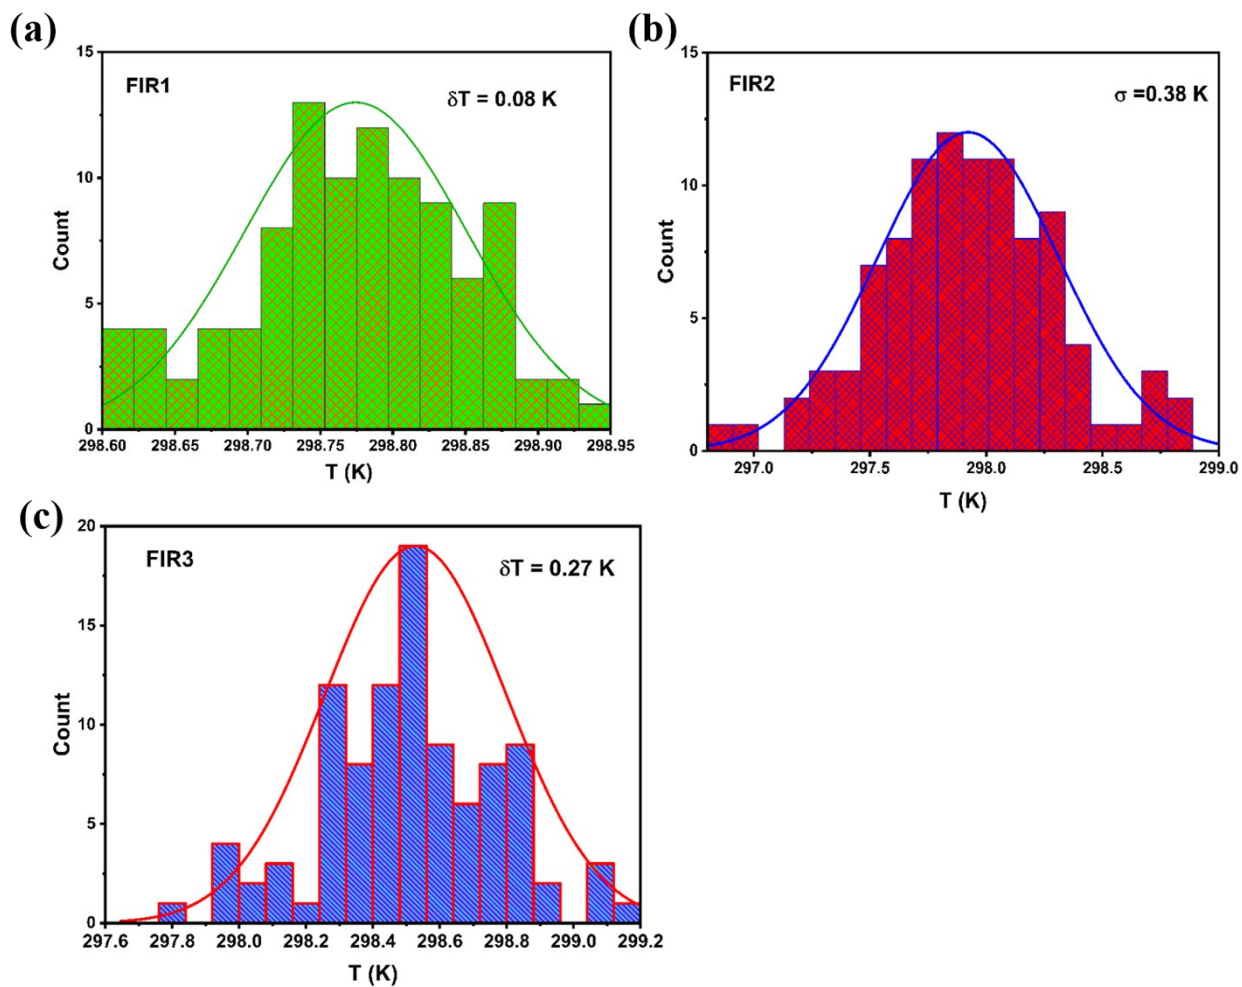 (a)
15
FIR1
δT = 0.08 K
10
Count
5
0
298.60 298.65 298.70 298.75 298.80 298.85 298.90 298.95
T (K)
(b)
15
FIR2
σ =0.38 K
10
Count
5
0
297.0 297.5 298.0 298.5 299.0
T (K)
(c)
20
FIR3
δT = 0.27 K
15
10
Count
5
0
297.6 297.8 298.0 298.2 298.4 298.6 298.8 299.0 299.2
T (K)